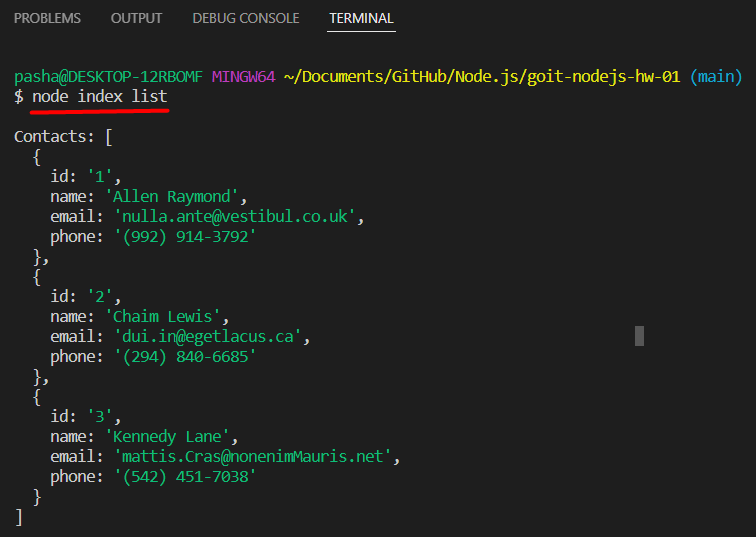 PROBLEMS OUTPUT DEBUG CONSOLE TERMINAL
pasha@DESKTOP-12RBOMF MINGW64 ~/Documents/GitHub/Node.js/goit-nodejs-hw-01 (main)
$ node index list
Contacts: [
  {
    id: '1',
    name: 'Allen Raymond',
    email: 'nulla.ante@vestibul.co.uk',
    phone: '(992) 914-3792'
  },
  {
    id: '2',
    name: 'Chaim Lewis',
    email: 'dui.in@egetlacus.ca',
    phone: '(294) 840-6685'
  },
  {
    id: '3',
    name: 'Kennedy Lane',
    email: 'mattis.Cras@nonenimMauris.net',
    phone: '(542) 451-7038'
  }
]